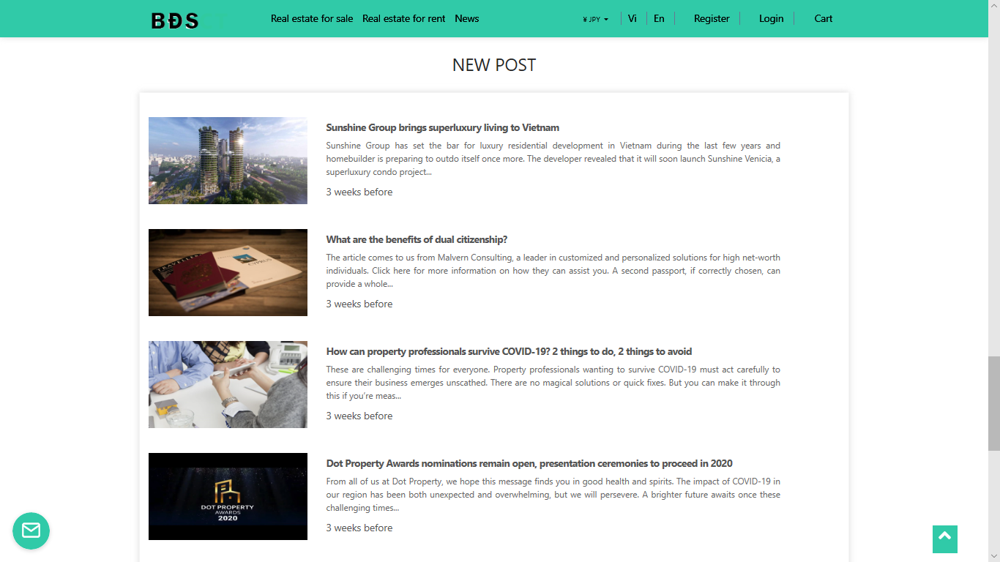 BĐS
Real estate for sale
Real estate for rent
News
¥ JPY
Vi
En
Register
Login
Cart
NEW POST
Sunshine Group brings superluxury living to Vietnam
Sunshine Group has set the bar for luxury residential development in Vietnam during the last few years and
homebuilder is preparing to outdo itself once more. The developer revealed that it will soon launch Sunshine Venicia, a
superluxury condo project...
3 weeks before
TRAVELLER
CYPRUS
What are the benefits of dual citizenship?
The article comes to us from Malvern Consulting, a leader in customized and personalized solutions for high net-worth
individuals. Click here for more information on how they can assist you. A second passport, if correctly chosen, can
provide a whole...
3 weeks before
How can property professionals survive COVID-19? 2 things to do, 2 things to avoid
These are challenging times for everyone. Property professionals wanting to survive COVID-19 must act carefully to
ensure their business emerges unscathed. There are no magical solutions or quick fixes. But you can make it through
this if you’re meas...
3 weeks before
DOT PROPERTY
AWARDS
2020
Dot Property Awards nominations remain open, presentation ceremonies to proceed in 2020
From all of us at Dot Property, we hope this message finds you in good health and spirits. The impact of COVID-19 in
our region has been both unexpected and overwhelming, but we will persevere. A brighter future awaits once these
challenging times...
3 weeks before